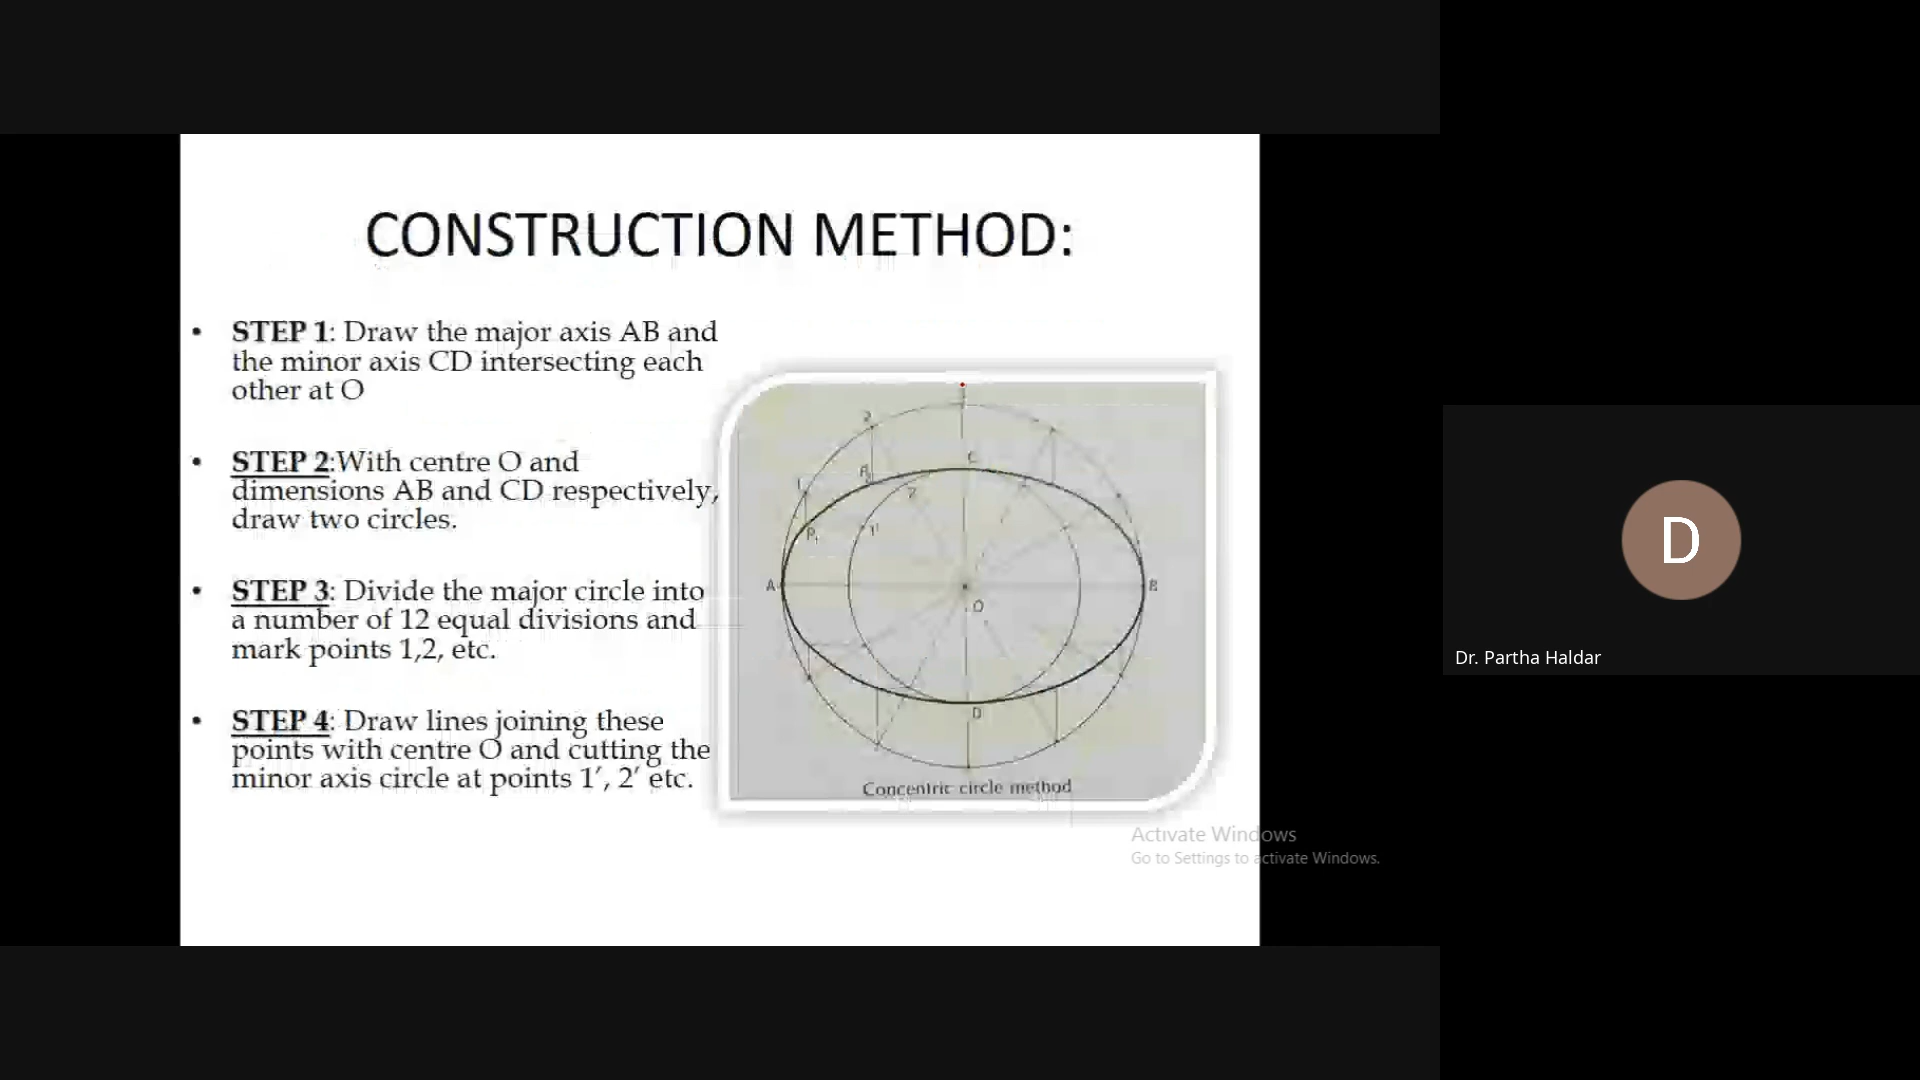 CONSTRUCTION METHOD:
• STEP 1: Draw the major axis AB and
the minor axis CD intersecting each
other at O
• STEP 2:With centre O and
dimensions AB and CD respectively,
draw two circles.
• STEP 3: Divide the major circle into
a number of 12 equal divisions and
mark points 1,2, etc.
• STEP 4: Draw lines joining these
points with centre O and cutting the
minor axis circle at points 1′, 2′ etc.
2
C
1
P1
1'
A
B
O
D
Concentric circle method
Activate Windows
Go to Settings to activate Windows.
D
Dr. Partha Haldar